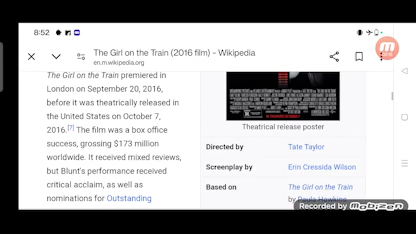 8:52
The Girl on the Train (2016 film) - Wikipedia
en.m.wikipedia.org
The Girl on the Train premiered in
London on September 20, 2016,
before it was theatrically released in
the United States on October 7,
2016.[7] The film was a box office
success, grossing $173 million
worldwide. It received mixed reviews,
but Blunt's performance received
critical acclaim, as well as
nominations for Outstanding
Theatrical release poster
Directed by Tate Taylor
Screenplay by Erin Cressida Wilson
Based on The Girl on the Train
by Paula Hawkins
Recorded by Mobizen